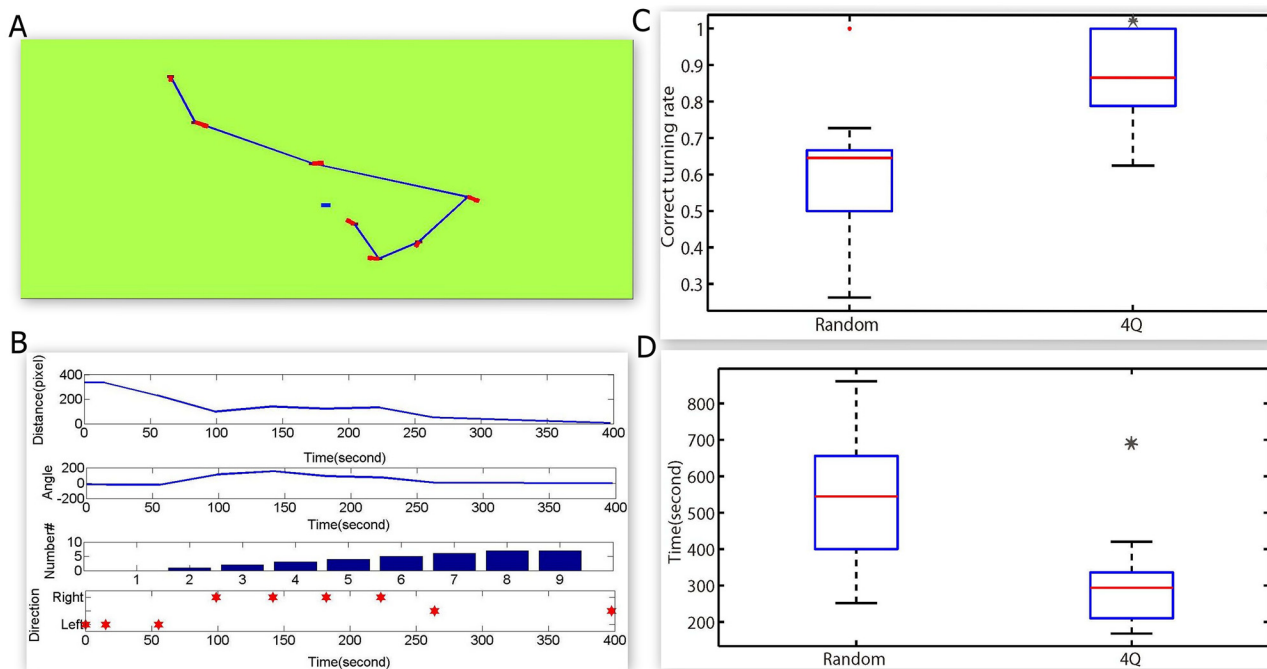 A
B
Distance(pixel)
400
200
0
0 50 100 150 200 250 300 350 400
Time(second)
Angle
200
0
-200
0 50 100 150 200 250 300 350 400
Time(second)
Number#
10
5
0
1 2 3 4 5 6 7 8 9
Direction
Right
Left
0 50 100 150 200 250 300 350 400
Time(second)
C
Correct turning rate
1
0.9
0.8
0.7
0.6
0.5
0.4
0.3
Random 4Q
D
Time(second)
800
700
600
500
400
300
200
Random 4Q